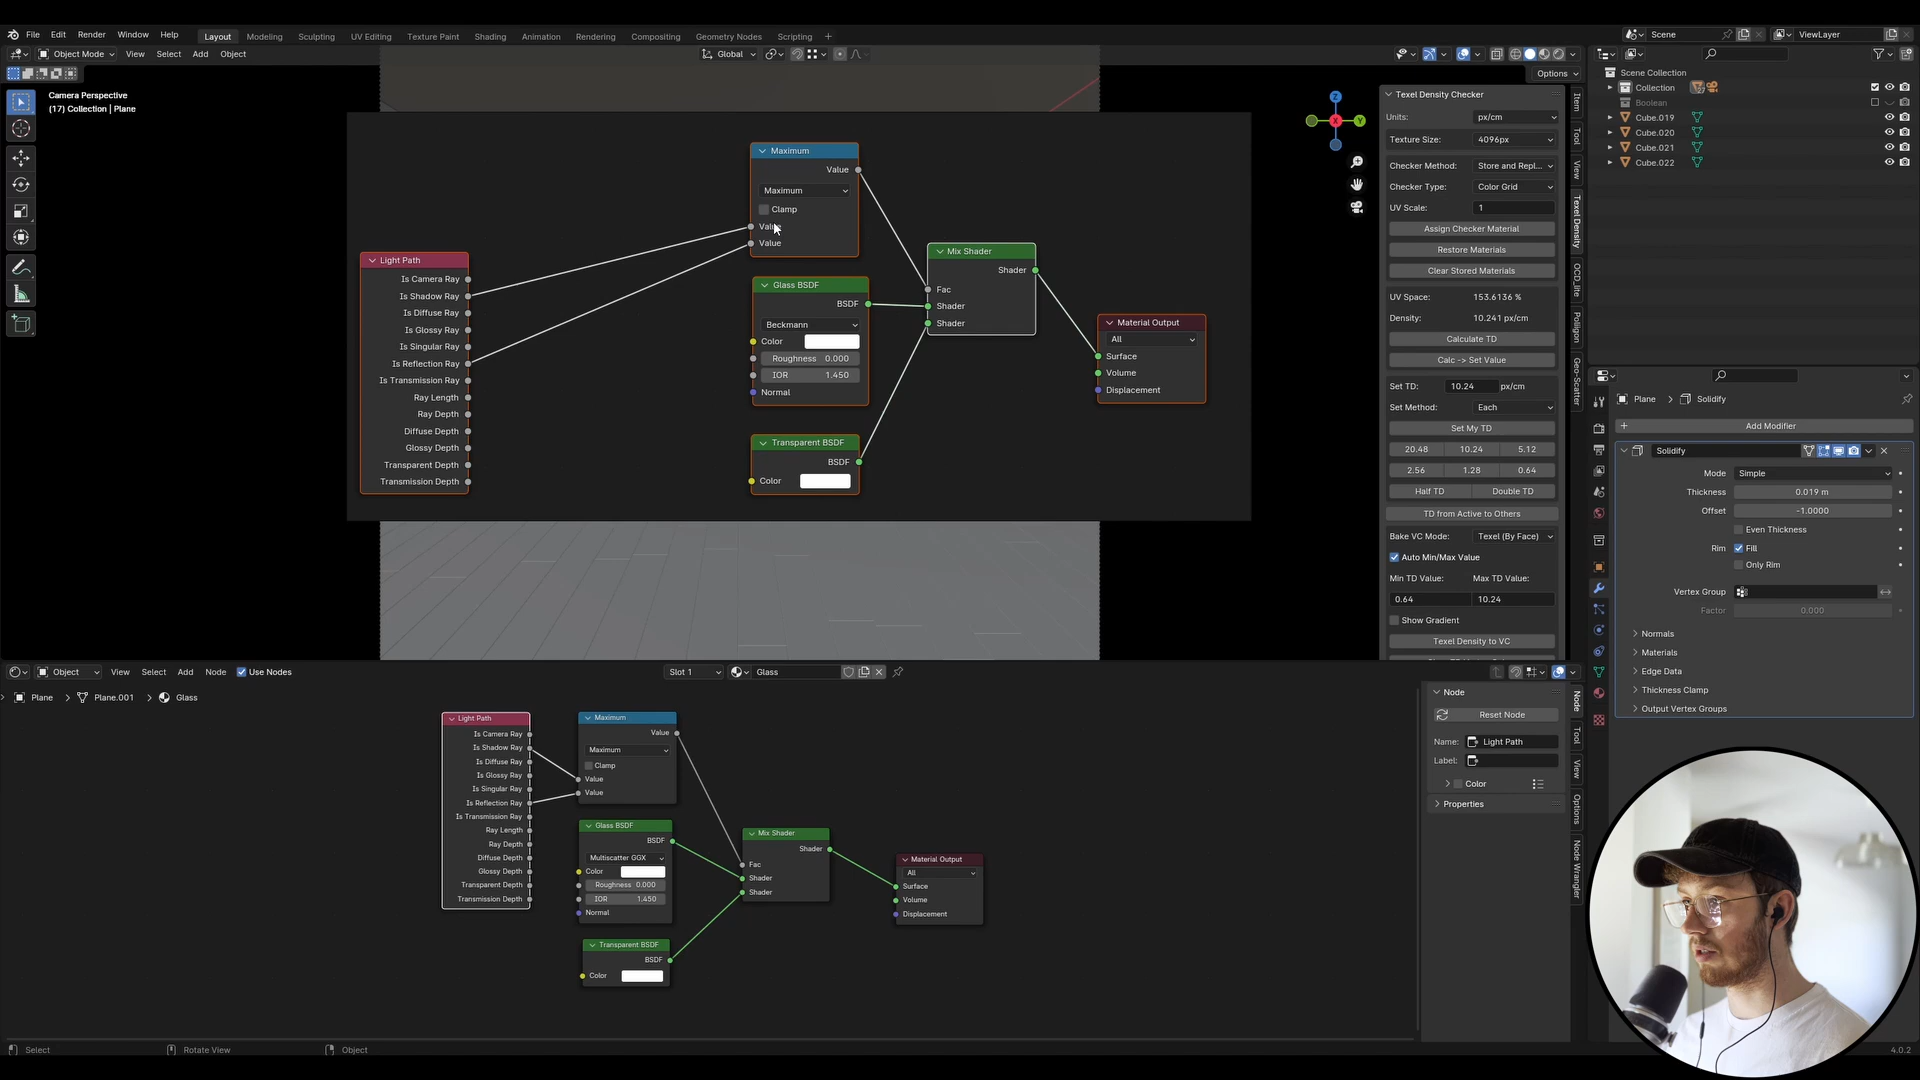 File Edit Render Window Help Layout Modeling Sculpting UV Editing Texture Paint Shading Animation Rendering Compositing Geometry Nodes Scripting + Scene ViewLayer
Object Mode View Select Add Object Global
Options
Camera Perspective
(17) Collection | Plane
Maximum
Value
Maximum
Clamp
Value
Value
Light Path
Is Camera Ray
Is Shadow Ray
Is Diffuse Ray
Is Glossy Ray
Is Singular Ray
Is Reflection Ray
Is Transmission Ray
Ray Length
Ray Depth
Diffuse Depth
Glossy Depth
Transparent Depth
Transmission Depth
Glass BSDF
BSDF
Beckmann
Color
Roughness 0.000
IOR 1.450
Normal
Transparent BSDF
BSDF
Color
Mix Shader
Shader
Fac
Shader
Shader
Material Output
All
Surface
Volume
Displacement
Z
X
Y
Texel Density Checker
Units: px/cm
Texture Size: 4096px
Checker Method: Store and Repl...
Checker Type: Color Grid
UV Scale: 1
Assign Checker Material
Restore Materials
Clear Stored Materials
UV Space: 153.6136 %
Density: 10.241 px/cm
Calculate TD
Calc -> Set Value
Set TD: 10.24 px/cm
Set Method: Each
Set My TD
20.48 10.24 5.12
2.56 1.28 0.64
Half TD Double TD
TD from Active to Others
Bake VC Mode: Texel (By Face)
Auto Min/Max Value
Min TD Value: Max TD Value:
0.64 10.24
Show Gradient
Texel Density to VC
Item
Tool
View
Texel Density
OCD_lite
Poliigon
Geo-Scatter
Scene Collection
Collection
Boolean
Cube.019
Cube.020
Cube.021
Cube.022
Plane > Solidify
+ Add Modifier
Solidify
Mode Simple
Thickness 0.019 m
Offset -1.0000
Even Thickness
Rim Fill
Only Rim
Vertex Group
Factor 0.000
Normals
Materials
Edge Data
Thickness Clamp
Output Vertex Groups
Object View Select Add Node Use Nodes Slot 1 Glass
Plane > Plane.001 > Glass
Light Path
Is Camera Ray
Is Shadow Ray
Is Diffuse Ray
Is Glossy Ray
Is Singular Ray
Is Reflection Ray
Is Transmission Ray
Ray Length
Ray Depth
Diffuse Depth
Glossy Depth
Transparent Depth
Transmission Depth
Maximum
Value
Maximum
Clamp
Value
Value
Glass BSDF
BSDF
Multiscatter GGX
Color
Roughness 0.000
IOR 1.450
Normal
Transparent BSDF
BSDF
Color
Mix Shader
Shader
Fac
Shader
Shader
Material Output
All
Surface
Volume
Displacement
Node
Reset Node
Name: Light Path
Label:
Color
Properties
Node
Tool
View
Options
Node Wrangler
Select Rotate View Object 4.0.2